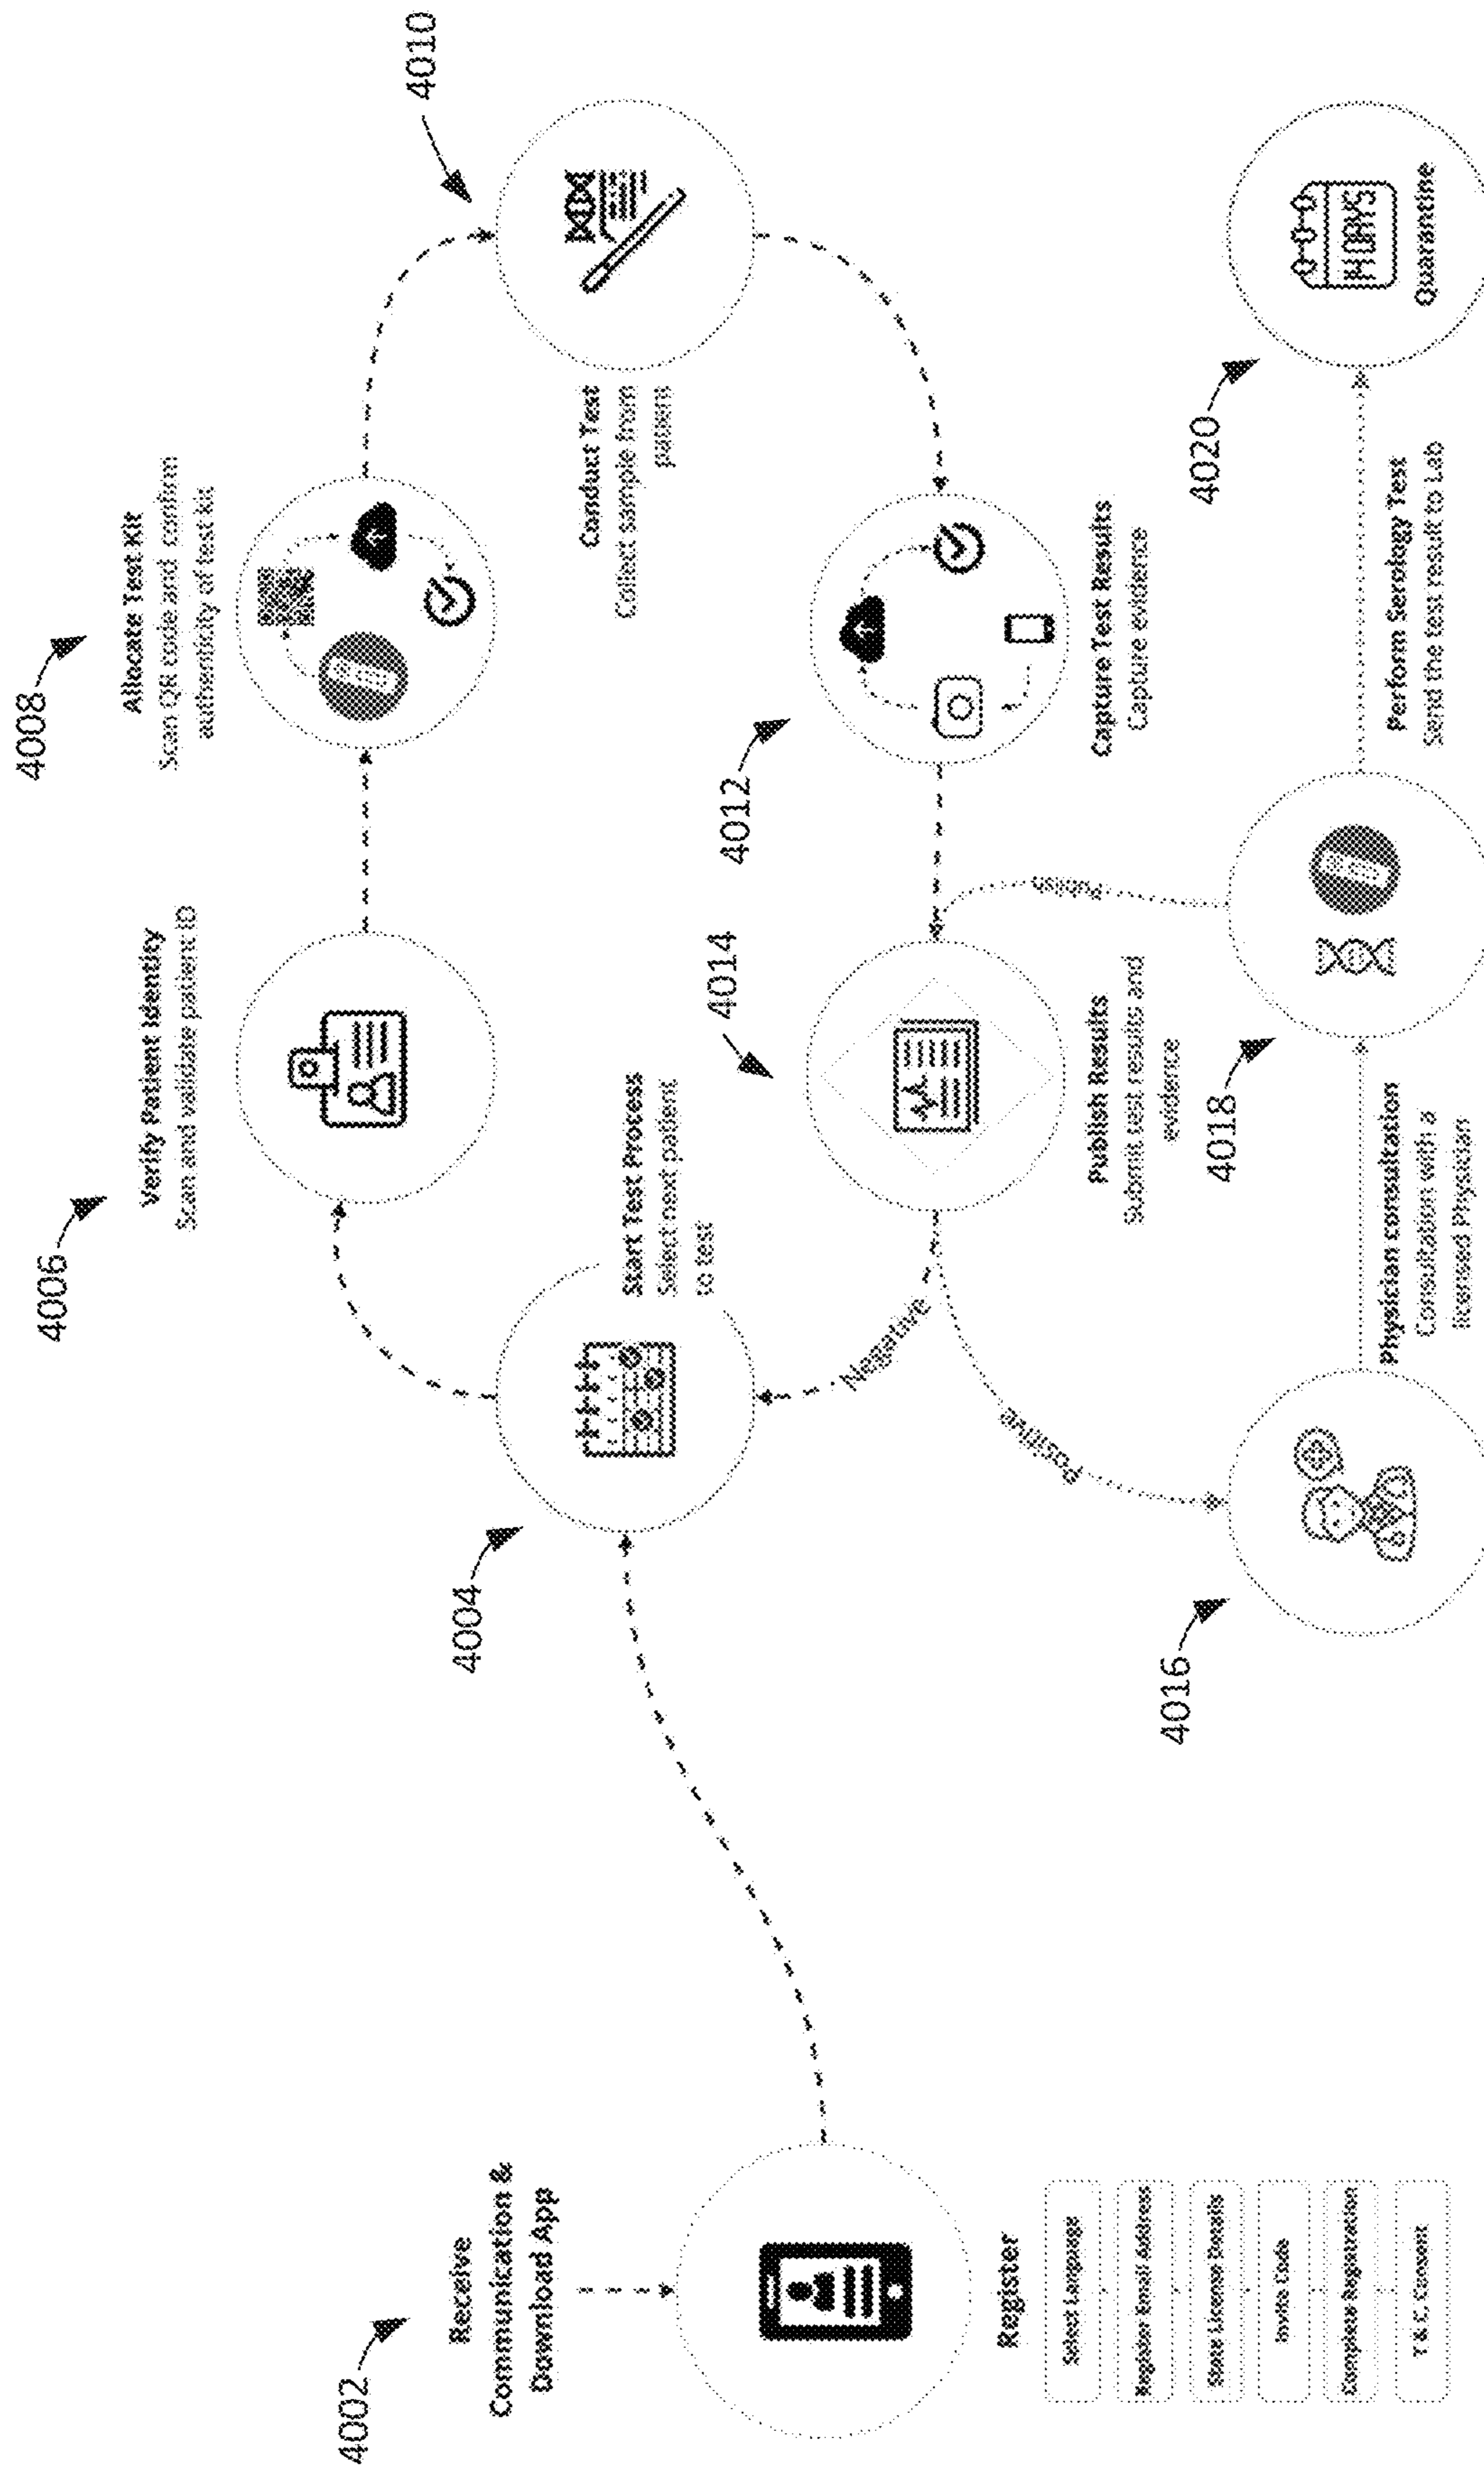 4008
4006
4010
Allocate Test Kit
Scan QR code and confirm
authenticity of test kit
Verify Patient Identity
Scan and validate patient ID
4002
Receive
Communication &
Download App
4004
Start Test Process
Select next patient
to test
Conduct Test
Collect sample from
4014
4012
Negative
Publish Results
Submit test results and
evidence
Capture Test Results
Capture evidence
Positive
Register
Select Language
Register Email Address
State License Details
Invite Code
Complete Registration
T & C, Consent
4016
4018
4020
14 DAYS
Quarantine
Physician consultation
Consultation with a
licensed Physician
Perform Serology Test
Send the test result to Lab